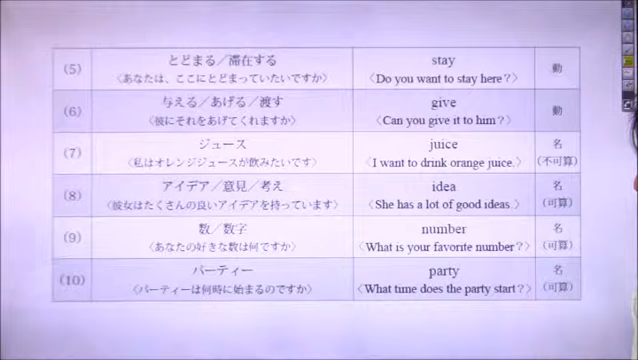 (5) とどまる／滞在する stay 動
〈あなたは、ここにとどまっていたいですか〉 〈Do you want to stay here？〉
(6) 与える／あげる／渡す give 動
〈彼にそれをあげてくれますか〉 〈Can you give it to him？〉
(7) ジュース juice 名
〈私はオレンジジュースが飲みたいです〉 〈I want to drink orange juice.〉 (不可算)
(8) アイデア／意見／考え idea 名
〈彼女はたくさんの良いアイデアを持っています〉 〈She has a lot of good ideas.〉 (可算)
(9) 数／数字 number 名
〈あなたの好きな数は何ですか〉 〈What is your favorite number？〉 (可算)
(10) パーティー party 名
〈パーティーは何時に始まるのですか〉 〈What time does the party start？〉 (可算)